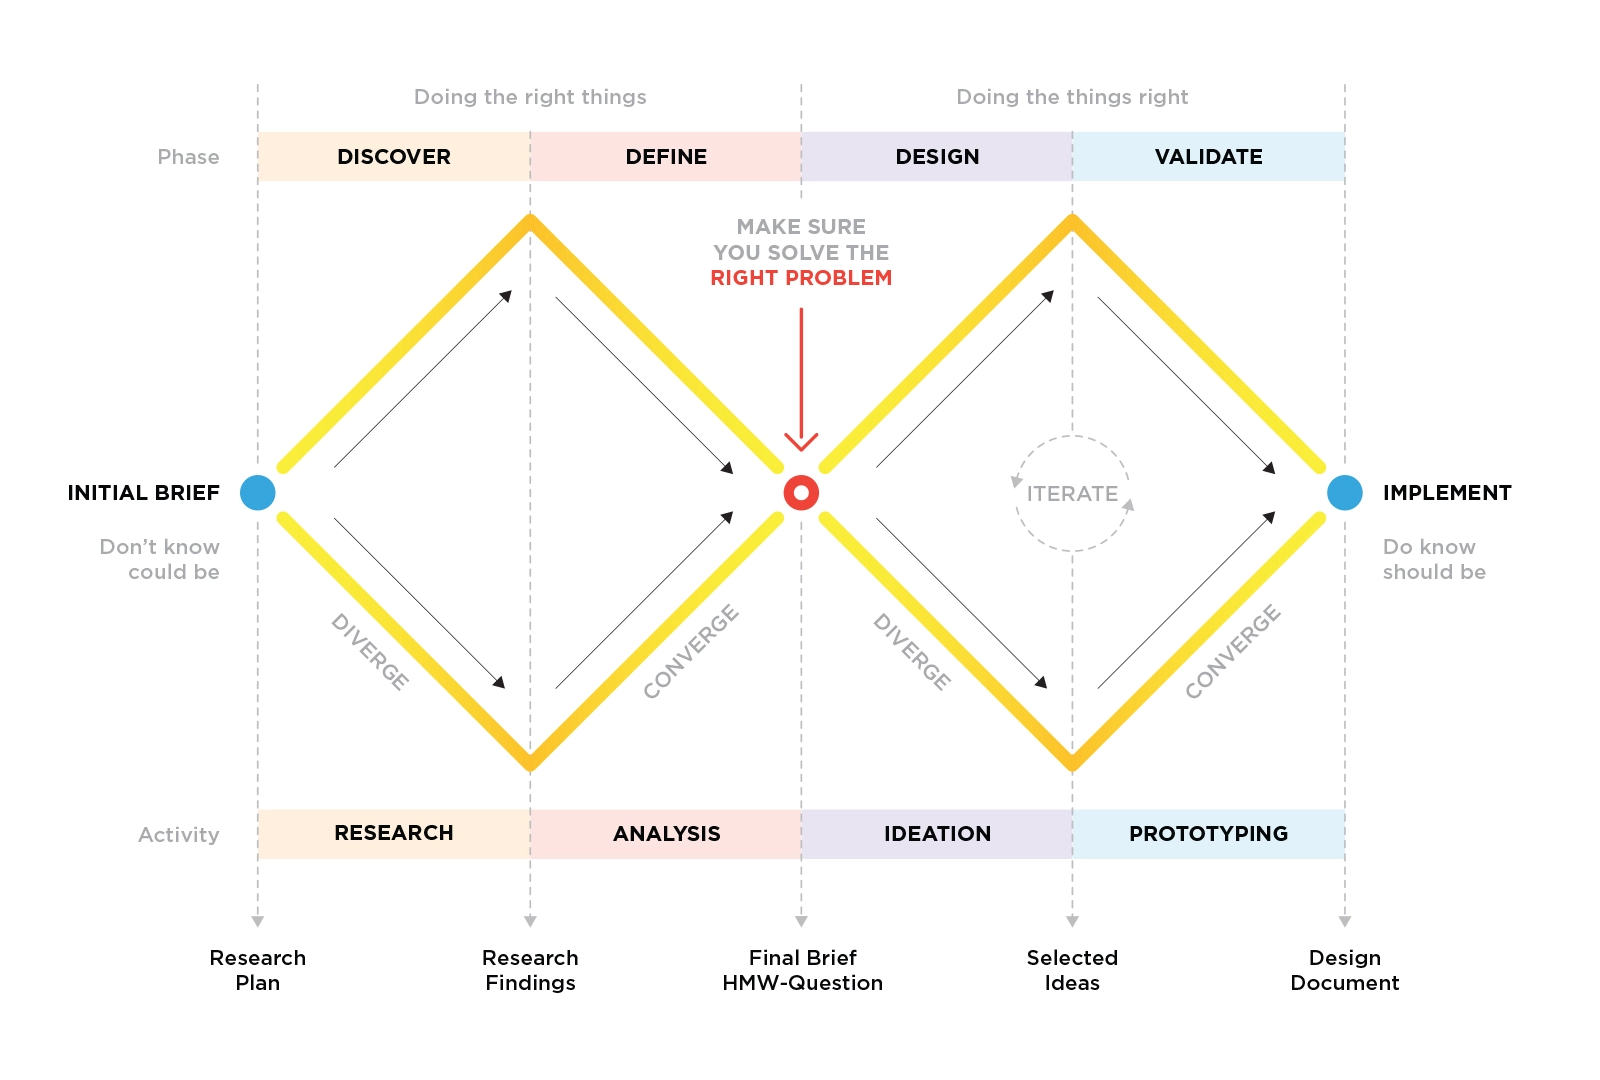 Doing the right things
Doing the things right
Phase
DISCOVER
DEFINE
DESIGN
VALIDATE
MAKE SURE
YOU SOLVE THE
RIGHT PROBLEM
INITIAL BRIEF
Don’t know
could be
ITERATE
IMPLEMENT
Do know
should be
DIVERGE
CONVERGE
DIVERGE
CONVERGE
Activity
RESEARCH
ANALYSIS
IDEATION
PROTOTYPING
Research
Plan
Research
Findings
Final Brief
HMW-Question
Selected
Ideas
Design
Document